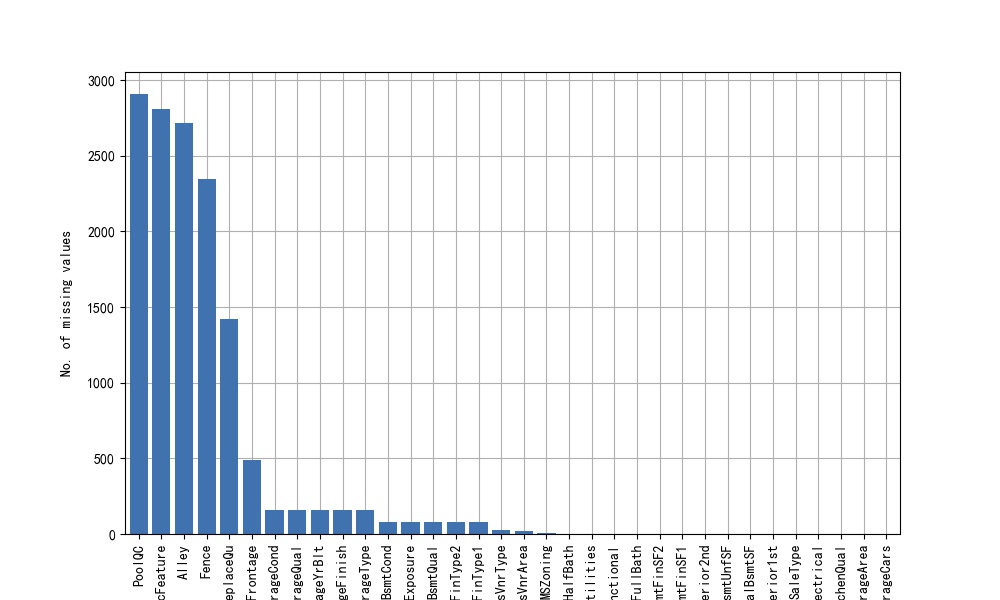 3000
2500
2000
1500
1000
500
0
No. of missing values
PoolQC
cFeature
Alley
Fence
eplaceQu
Frontage
rageCond
rageQual
ageYrBlt
geFinish
rageType
BsmtCond
Exposure
BsmtQual
FinType2
FinType1
sVnrType
sVnrArea
MSZoning
HalfBath
tilities
nctional
FullBath
mtFinSF2
mtFinSF1
erior2nd
smtUnfSF
alBsmtSF
erior1st
SaleType
ectrical
chenQual
rageArea
rageCars